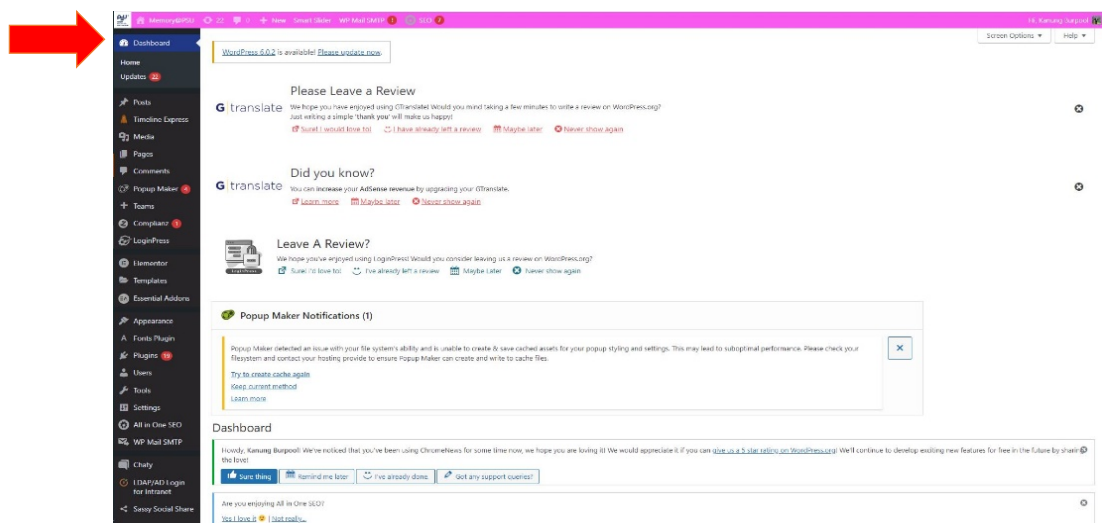 Memory@PSU 22 0 + New Smart Slider WP Mail SMTP 1 SEO 7 Hi, Kanung Burpool
Screen Options ▼ Help ▼
Dashboard
Home
Updates 22
Posts
Timeline Express
Media
Pages
Comments
Popup Maker 4
Teams
Complianz 1
LoginPress
Elementor
Templates
EA Essential Addons
Appearance
Fonts Plugin
Plugins 19
Users
Tools
Settings
All in One SEO
WP Mail SMTP
Chaty
LDAP/AD Login
for Intranet
Sassy Social Share
WordPress 6.0.2 is available! Please update now.
Please Leave a Review
G translate We hope you have enjoyed using GTranslate! Would you mind taking a few minutes to write a review on WordPress.org?
Just writing a simple 'thank you' will make us happy!
Sure! I would love to! I have already left a review Maybe later Never show again
Did you know?
G translate You can increase your AdSense revenue by upgrading your GTranslate.
Learn more Maybe later Never show again
Leave A Review?
We hope you've enjoyed using LoginPress! Would you consider leaving us a review on WordPress.org?
LoginPress Sure! I'd love to! I've already left a review Maybe Later Never show again
Popup Maker Notifications (1)
Popup Maker detected an issue with your file system's ability and is unable to create & save cached assets for your popup styling and settings. This may lead to suboptimal performance. Please check your
filesystem and contact your hosting provide to ensure Popup Maker can create and write to cache files.
Try to create cache again
Keep current method
Learn more
Dashboard
Howdy, Kanung Burpool! We've noticed that you've been using ChromeNews for some time now, we hope you are loving it! We would appreciate it if you can give us a 5 star rating on WordPress.org! We'll continue to develop exciting new features for free in the future by sharing
the love!
Sure thing Remind me later I've already done Got any support queries?
Are you enjoying All in One SEO?
Yes I love it | Not really...